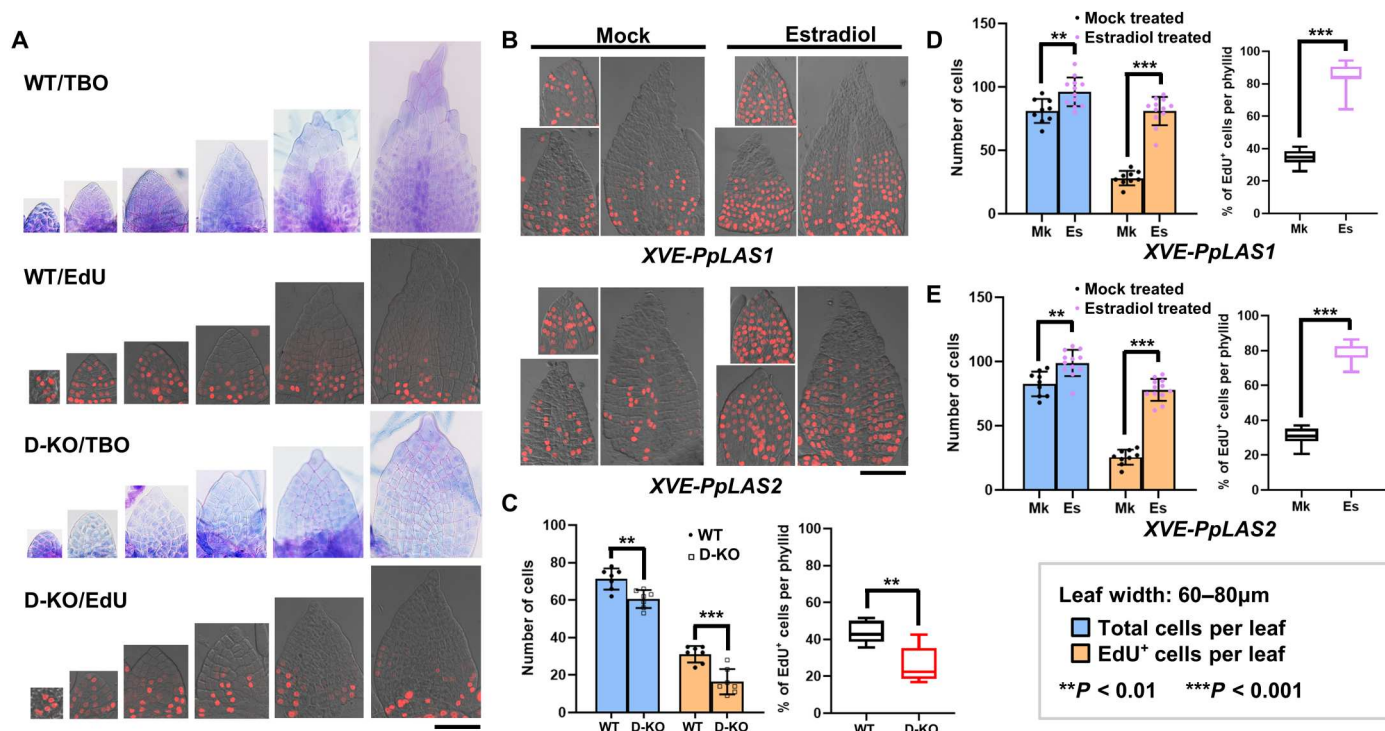 A
WT/TBO
WT/EdU
D-KO/TBO
D-KO/EdU
B
Mock
Estradiol
XVE-PpLAS1
XVE-PpLAS2
C
Number of cells
80
60
40
20
0
WT
D-KO
**
***
WT D-KO WT D-KO
% of EdU⁺ cells per phyllid
100
80
60
40
20
0
**
WT D-KO
D
Number of cells
150
100
50
0
Mock treated
Estradiol treated
**
***
Mk Es Mk Es
% of EdU⁺ cells per phyllid
100
80
60
40
20
0
***
Mk Es
XVE-PpLAS1
E
Number of cells
150
100
50
0
Mock treated
Estradiol treated
**
***
Mk Es Mk Es
% of EdU⁺ cells per phyllid
100
80
60
40
20
0
***
Mk Es
XVE-PpLAS2
Leaf width: 60–80μm
Total cells per leaf
EdU⁺ cells per leaf
**P < 0.01 ***P < 0.001